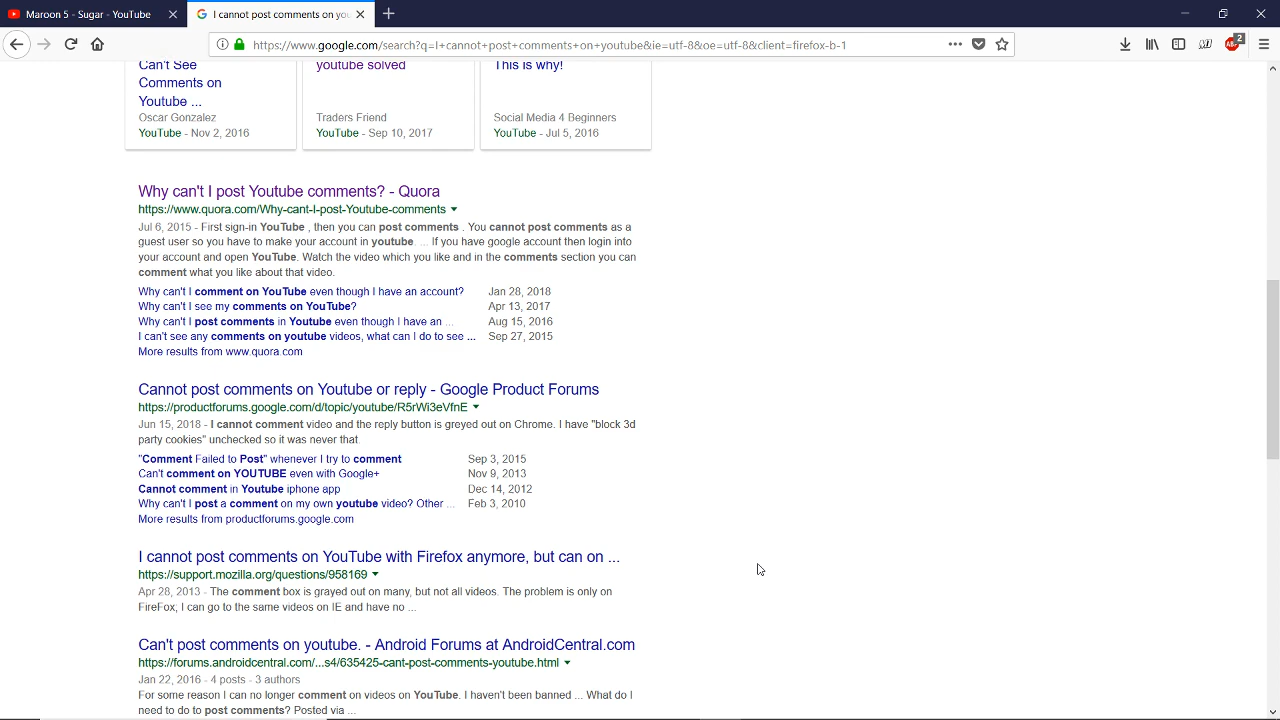 Maroon 5 - Sugar - YouTube
I cannot post comments on you
https://www.google.com/search?q=I+cannot+post+comments+on+youtube&ie=utf-8&oe=utf-8&client=firefox-b-1
ABP
2
Can't See
Comments on
Youtube ...
Oscar Gonzalez
YouTube - Nov 2, 2016
youtube solved
Traders Friend
YouTube - Sep 10, 2017
This is why!
Social Media 4 Beginners
YouTube - Jul 5, 2016
Why can't I post Youtube comments? - Quora
https://www.quora.com/Why-cant-I-post-Youtube-comments
Jul 6, 2015 - First sign-in YouTube , then you can post comments . You cannot post comments as a
guest user so you have to make your account in youtube. ... If you have google account then login into
your account and open YouTube. Watch the video which you like and in the comments section you can
comment what you like about that video.
Why can't I comment on YouTube even though I have an account? Jan 28, 2018
Why can't I see my comments on YouTube? Apr 13, 2017
Why can't I post comments in Youtube even though I have an ... Aug 15, 2016
I can't see any comments on youtube videos, what can I do to see ... Sep 27, 2015
More results from www.quora.com
Cannot post comments on Youtube or reply - Google Product Forums
https://productforums.google.com/d/topic/youtube/R5rWi3eVfnE
Jun 15, 2018 - I cannot comment video and the reply button is greyed out on Chrome. I have "block 3d
party cookies" unchecked so it was never that.
"Comment Failed to Post" whenever I try to comment Sep 3, 2015
Can't comment on YOUTUBE even with Google+ Nov 9, 2013
Cannot comment in Youtube iphone app Dec 14, 2012
Why can't I post a comment on my own youtube video? Other ... Feb 3, 2010
More results from productforums.google.com
I cannot post comments on YouTube with Firefox anymore, but can on ...
https://support.mozilla.org/questions/958169
Apr 28, 2013 - The comment box is grayed out on many, but not all videos. The problem is only on
FireFox; I can go to the same videos on IE and have no ...
Can't post comments on youtube. - Android Forums at AndroidCentral.com
https://forums.androidcentral.com/...s4/635425-cant-post-comments-youtube.html
Jan 22, 2016 - 4 posts - 3 authors
For some reason I can no longer comment on videos on YouTube. I haven't been banned ... What do I
need to do to post comments? Posted via ...